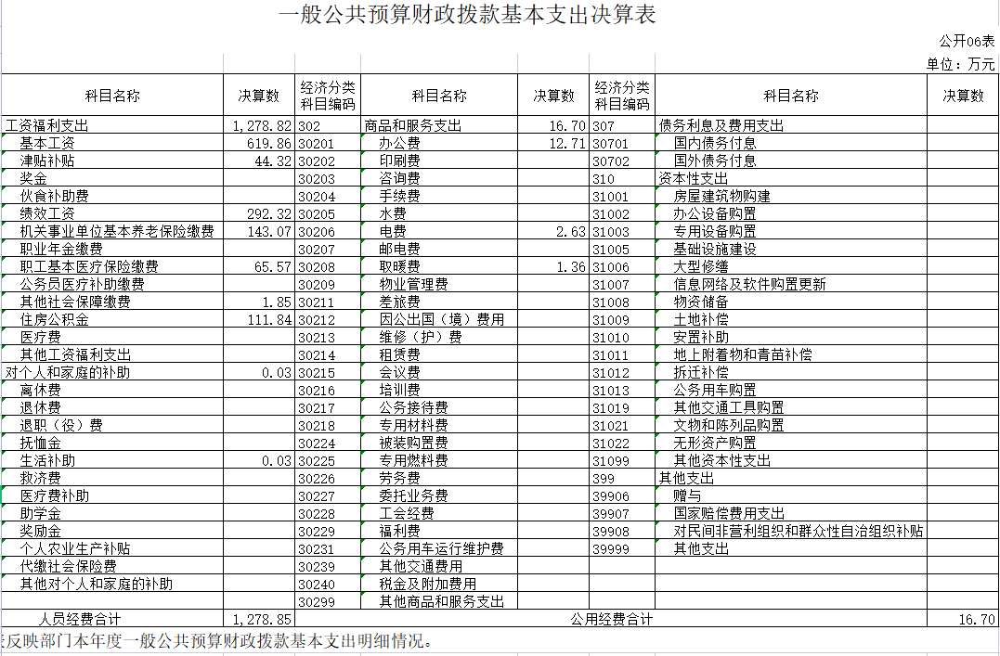 一般公共预算财政拨款基本支出决算表
公开06表
单位：万元
科目名称 决算数 经济分类科目编码 科目名称 决算数 经济分类科目编码 科目名称 决算数
工资福利支出 1,278.82 302 商品和服务支出 16.70 307 债务利息及费用支出
基本工资 619.86 30201 办公费 12.71 30701 国内债务付息
津贴补贴 44.32 30202 印刷费 30702 国外债务付息
奖金 30203 咨询费 310 资本性支出
伙食补助费 30204 手续费 31001 房屋建筑物购建
绩效工资 292.32 30205 水费 31002 办公设备购置
机关事业单位基本养老保险缴费 143.07 30206 电费 2.63 31003 专用设备购置
职业年金缴费 30207 邮电费 31005 基础设施建设
职工基本医疗保险缴费 65.57 30208 取暖费 1.36 31006 大型修缮
公务员医疗补助缴费 30209 物业管理费 31007 信息网络及软件购置更新
其他社会保障缴费 1.85 30211 差旅费 31008 物资储备
住房公积金 111.84 30212 因公出国（境）费用 31009 土地补偿
医疗费 30213 维修（护）费 31010 安置补助
其他工资福利支出 30214 租赁费 31011 地上附着物和青苗补偿
对个人和家庭的补助 0.03 30215 会议费 31012 拆迁补偿
离休费 30216 培训费 31013 公务用车购置
退休费 30217 公务接待费 31019 其他交通工具购置
退职（役）费 30218 专用材料费 31021 文物和陈列品购置
抚恤金 30224 被装购置费 31022 无形资产购置
生活补助 0.03 30225 专用燃料费 31099 其他资本性支出
救济费 30226 劳务费 399 其他支出
医疗费补助 30227 委托业务费 39906 赠与
助学金 30228 工会经费 39907 国家赔偿费用支出
奖励金 30229 福利费 39908 对民间非营利组织和群众性自治组织补贴
个人农业生产补贴 30231 公务用车运行维护费 39999 其他支出
代缴社会保险费 30239 其他交通费用
其他对个人和家庭的补助 30240 税金及附加费用
30299 其他商品和服务支出
人员经费合计 1,278.85 公用经费合计 16.70
反映部门本年度一般公共预算财政拨款基本支出明细情况。